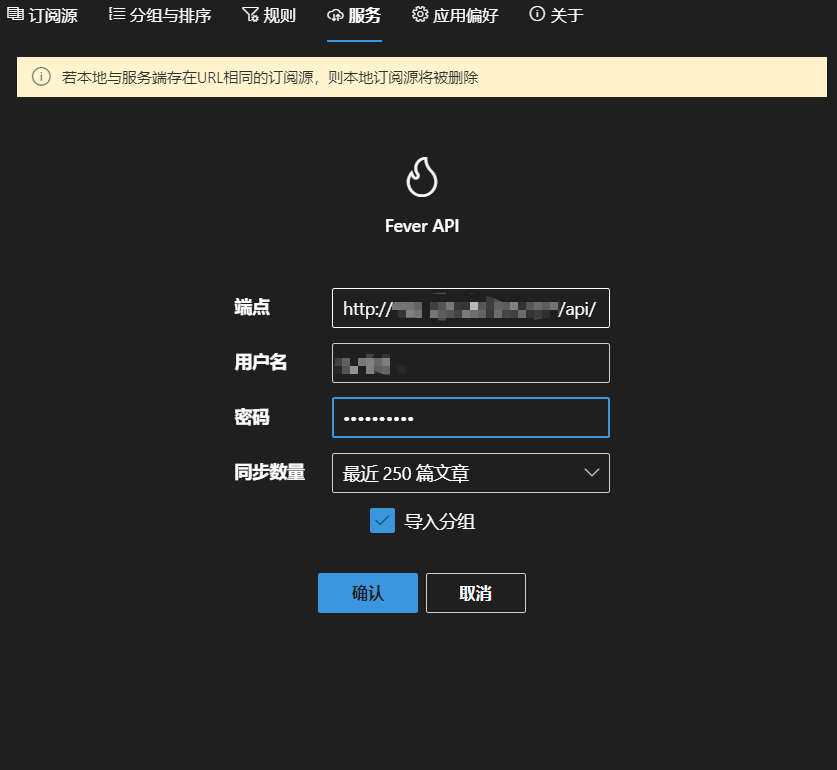 订阅源 分组与排序 规则 服务 应用偏好 关于
若本地与服务端存在URL相同的订阅源，则本地订阅源将被删除
Fever API
端点 http:// /api/
用户名
密码 ••••••••••
同步数量 最近 250 篇文章
导入分组
确认 取消